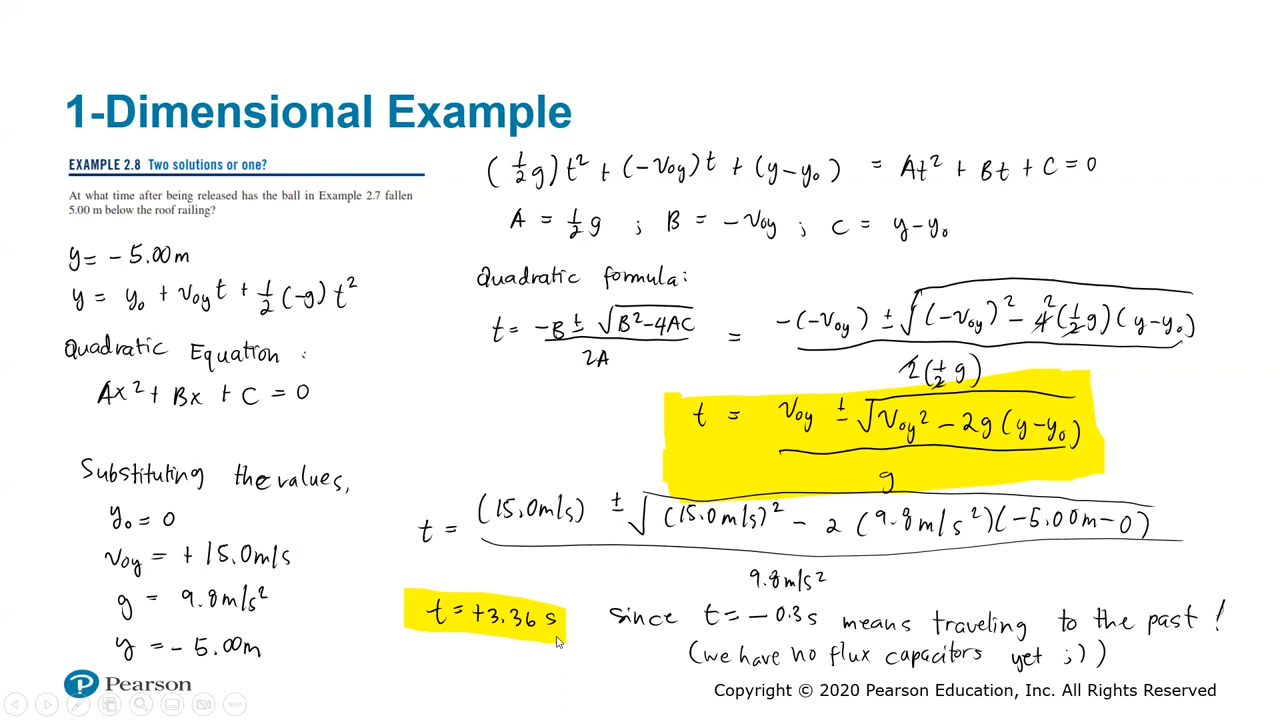 1-Dimensional Example
EXAMPLE 2.8 Two solutions or one?
At what time after being released has the ball in Example 2.7 fallen
5.00 m below the roof railing?
y = -5.00m
y = y₀ + v₀y t + ½ (-g) t²
Quadratic Equation :
Ax² + Bx + C = 0
Substituting the values,
y₀ = 0
v₀y = + 15.0m/s
g = 9.8m/s²
y = -5.00m
(½g)t² + (-v₀y)t + (y-y₀) = At² + Bt + C = 0
A = ½g ; B = -v₀y ; C = y-y₀
Quadratic formula:
t = (-B ± √(B²-4AC)) / 2A = (-(-v₀y) ± √((-v₀y)² - 4² (½g)(y-y₀))) / 2(½g)
t = (v₀y ± √(v₀y² - 2g(y-y₀))) / g
t = ((15.0m/s) ± √((15.0m/s)² - 2(9.8m/s²)(-5.00m-0))) / 9.8m/s²
t = +3.36 s since t = -0.3s means traveling to the past !
(we have no flux capacitors yet ;))
Pearson
Copyright © 2020 Pearson Education, Inc. All Rights Reserved